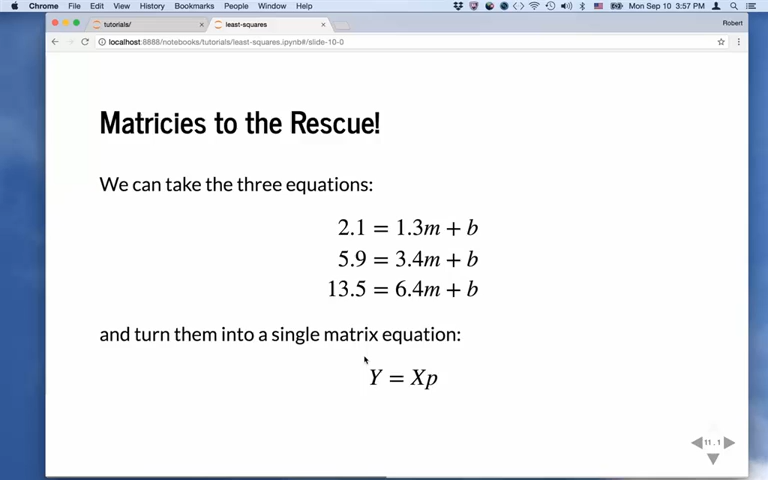 Chrome File Edit View History Bookmarks People Window Help Mon Sep 10 3:57 PM
tutorials/ least-squares Robert
localhost:8888/notebooks/tutorials/least-squares.ipynb#/slide-10-0
Matricies to the Rescue!
We can take the three equations:
2.1 = 1.3m + b
5.9 = 3.4m + b
13.5 = 6.4m + b
and turn them into a single matrix equation:
Y = Xp
11.1